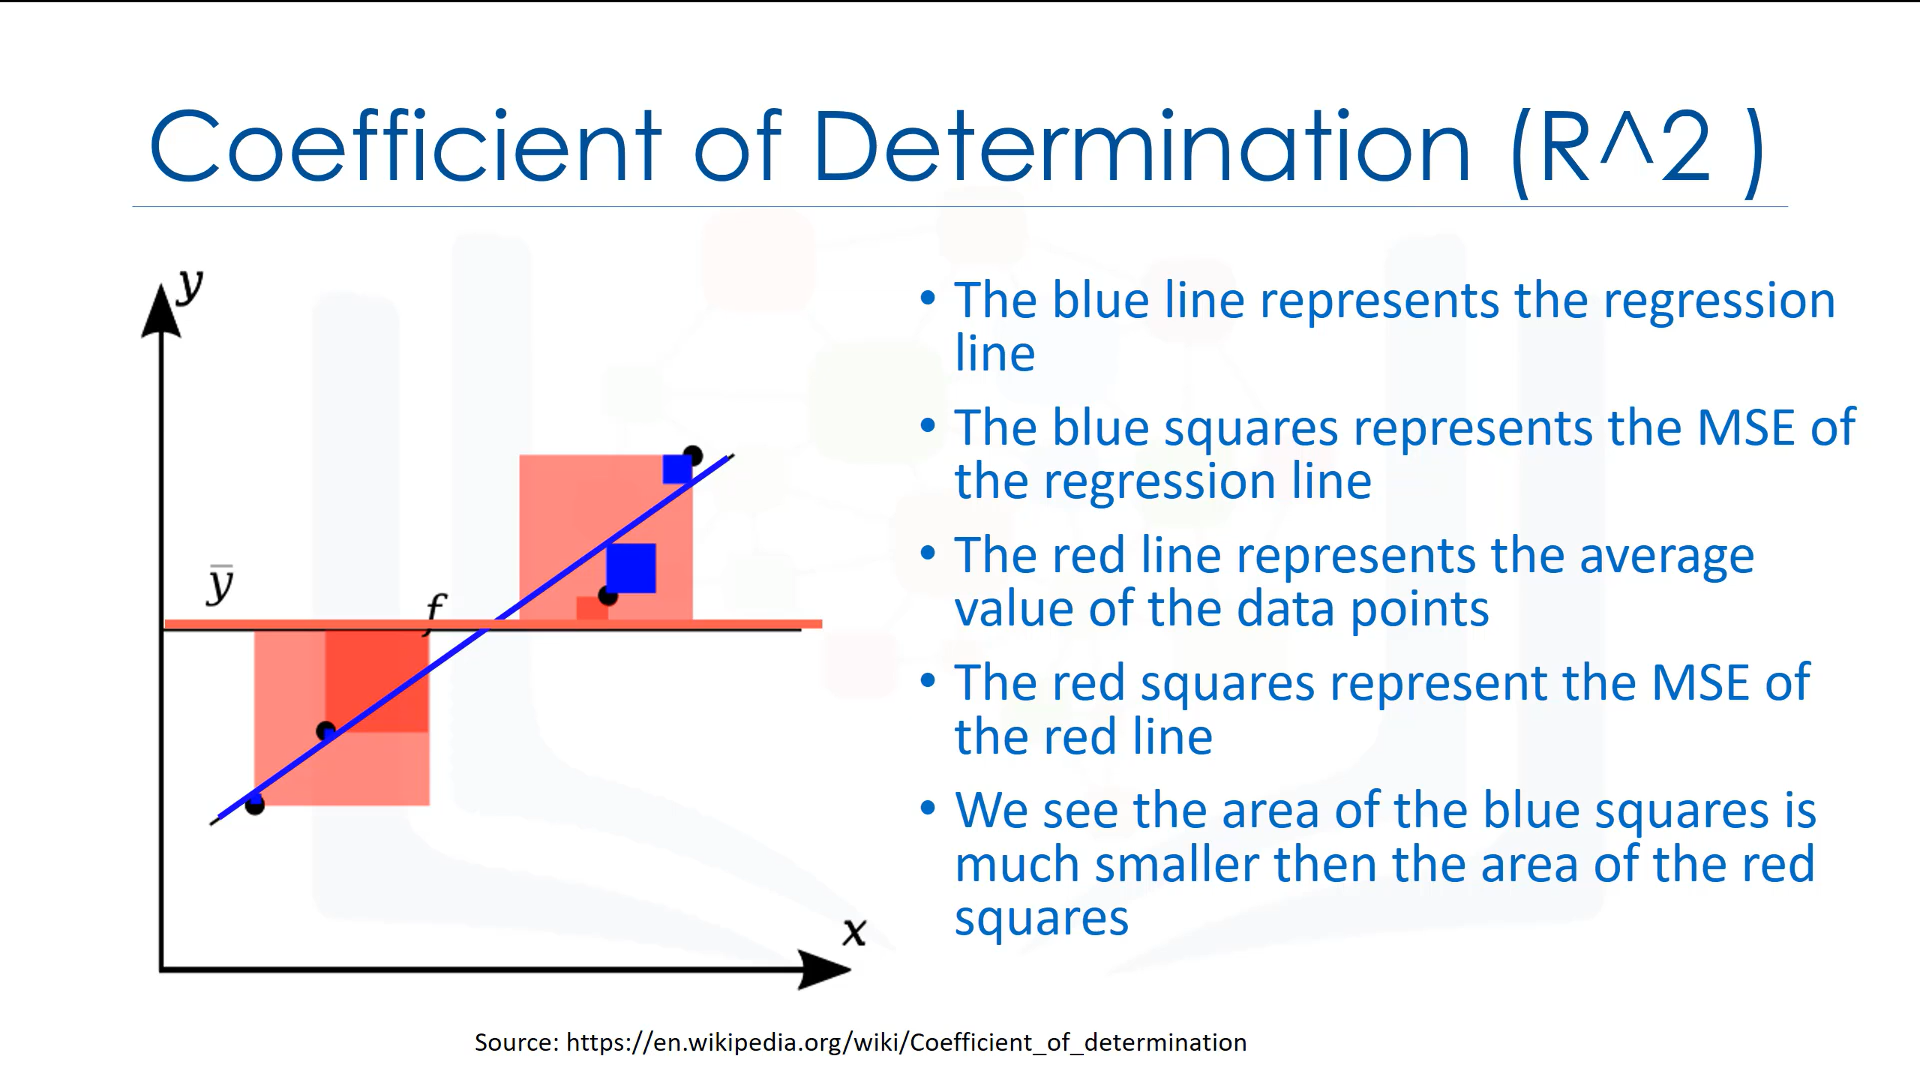 Coefficient of Determination (R^2 )
y
ȳ
f
x
• The blue line represents the regression
line
• The blue squares represents the MSE of
the regression line
• The red line represents the average
value of the data points
• The red squares represent the MSE of
the red line
• We see the area of the blue squares is
much smaller then the area of the red
squares
Source: https://en.wikipedia.org/wiki/Coefficient_of_determination